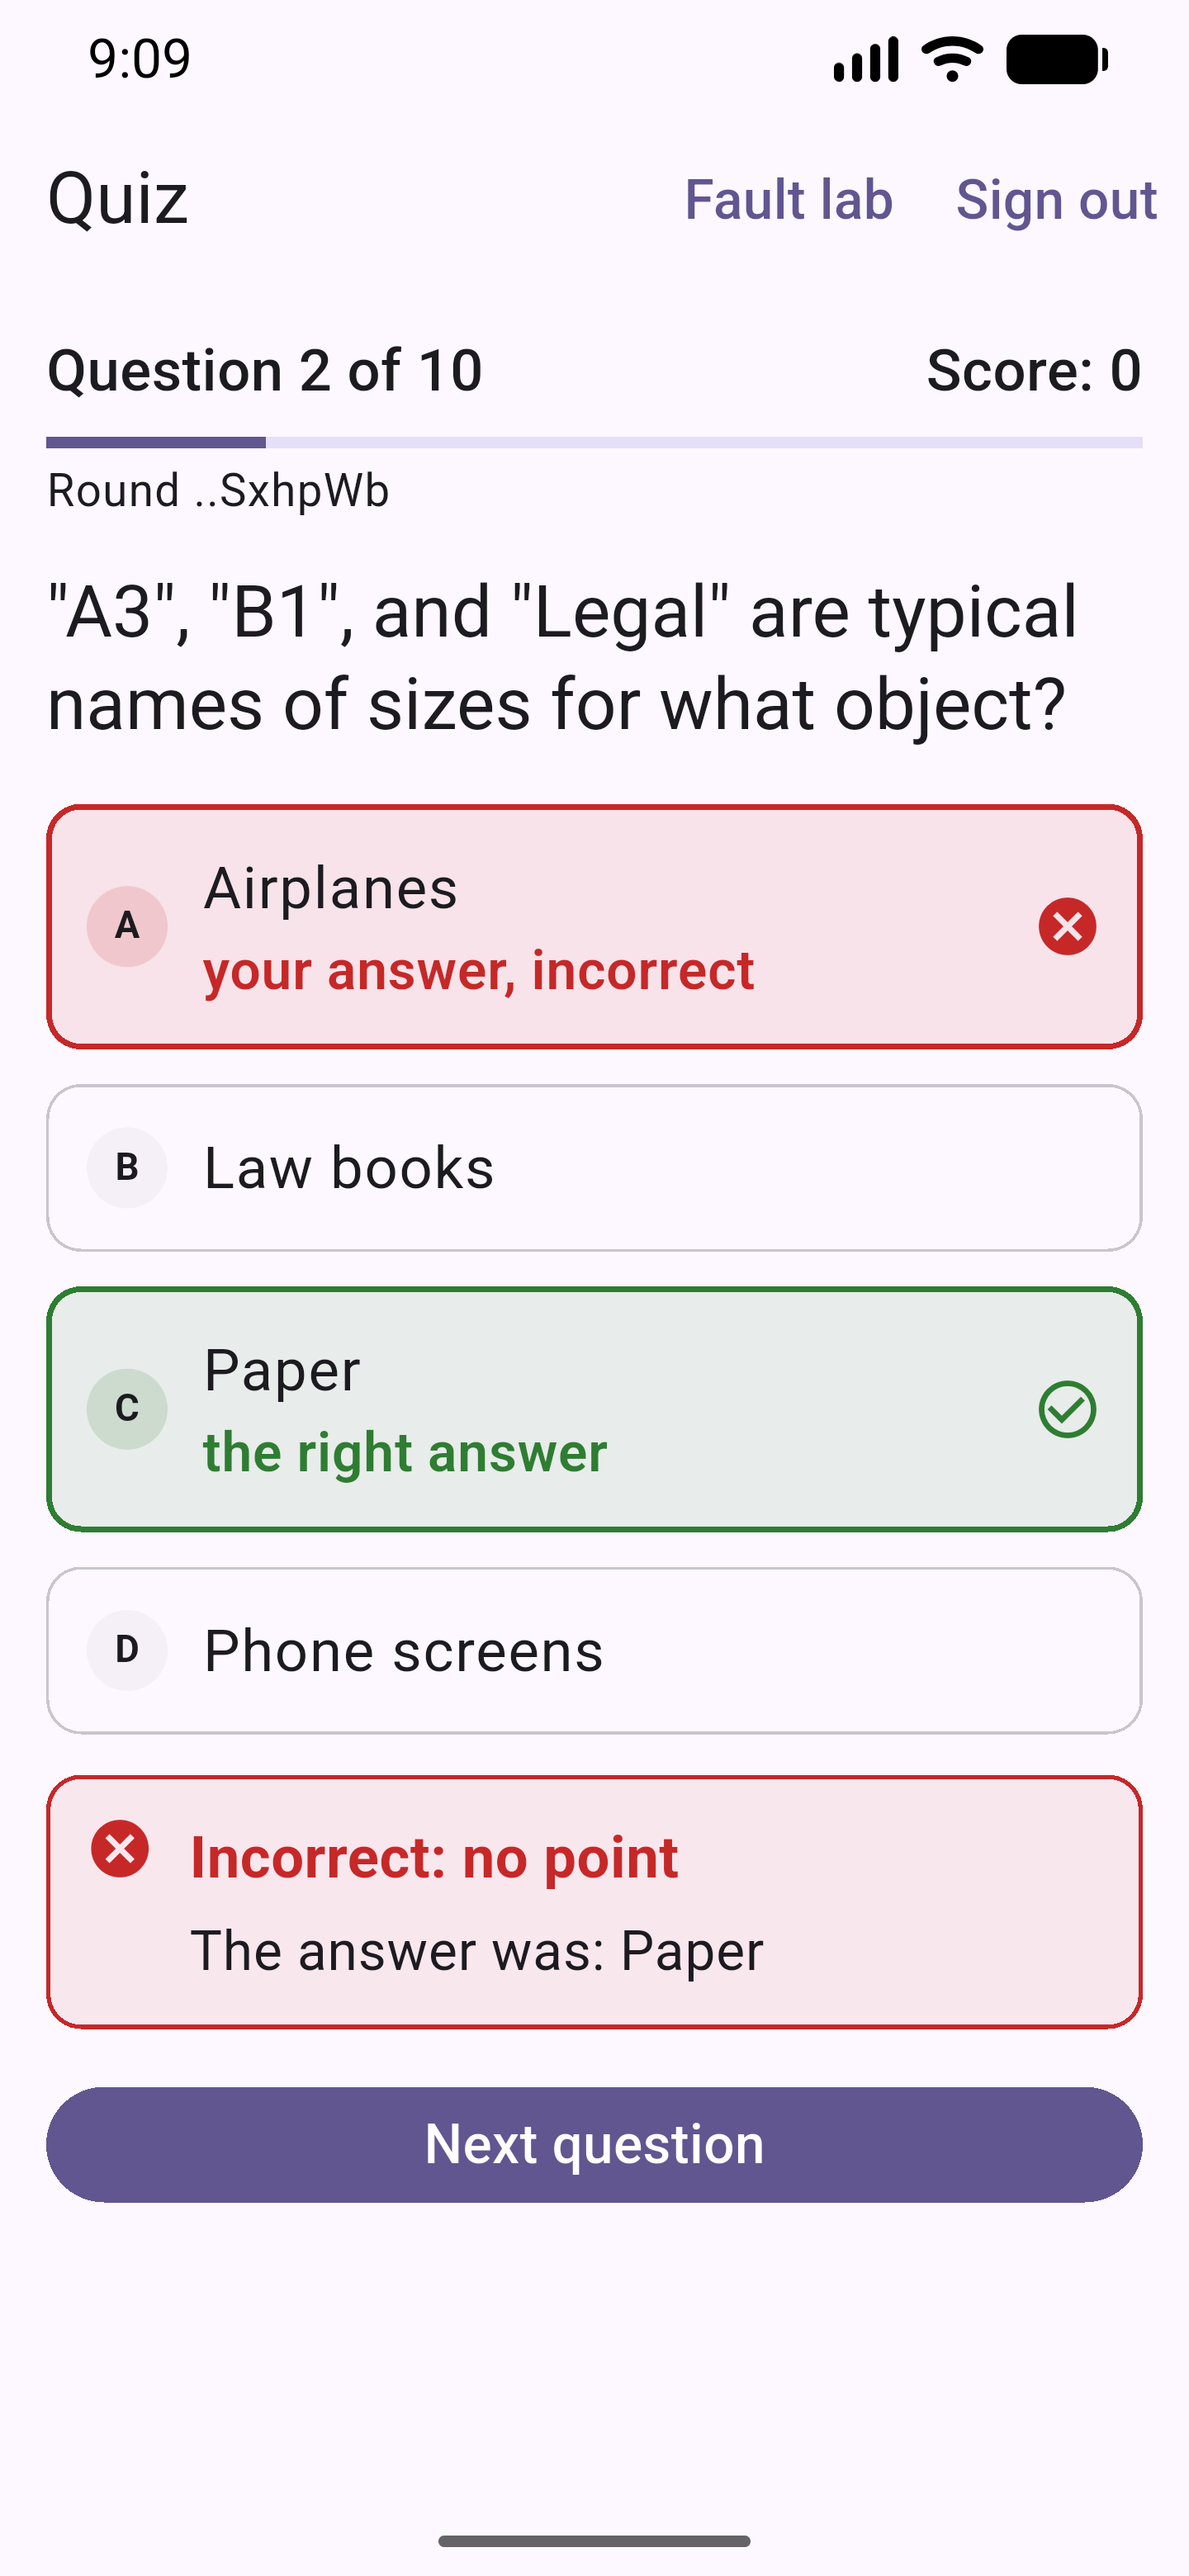 9:09
Quiz
Fault lab
Sign out
Question 2 of 10
Score: 0
Round ..SxhpWb
"A3", "B1", and "Legal" are typical
names of sizes for what object?
A
Airplanes
your answer, incorrect
B
Law books
C
Paper
the right answer
D
Phone screens
Incorrect: no point
The answer was: Paper
Next question